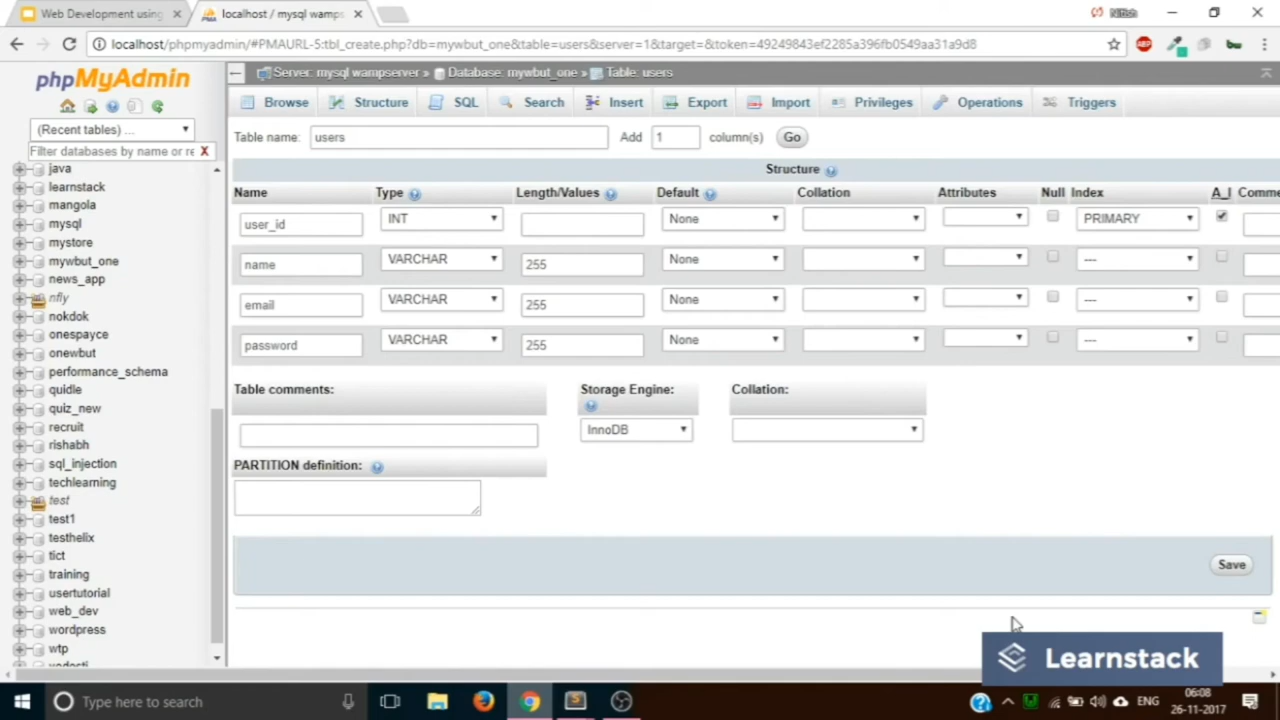 Web Development using
localhost / mysql wamps
Nitish
localhost/phpmyadmin/#PMAURL-5:tbl_create.php?db=mywbut_one&table=users&server=1&target=&token=49249843ef2285a396fb0549aa31a9d8
phpMyAdmin
(Recent tables) ...
Filter databases by name or re X
java
learnstack
mangola
mysql
mystore
mywbut_one
news_app
nfly
nokdok
onespayce
onewbut
performance_schema
quidle
quiz_new
recruit
rishabh
sql_injection
techlearning
test
test1
testhelix
tict
training
usertutorial
web_dev
wordpress
wtp
Server: mysql wampserver » Database: mywbut_one » Table: users
Browse Structure SQL Search Insert Export Import Privileges Operations Triggers
Table name: users Add 1 column(s) Go
Structure
Name Type Length/Values Default Collation Attributes Null Index A_I Comme
user_id INT None PRIMARY
name VARCHAR 255 None ---
email VARCHAR 255 None ---
password VARCHAR 255 None ---
Table comments: Storage Engine: Collation:
InnoDB
PARTITION definition:
Save
Learnstack
Type here to search
ENG
06:08
26-11-2017